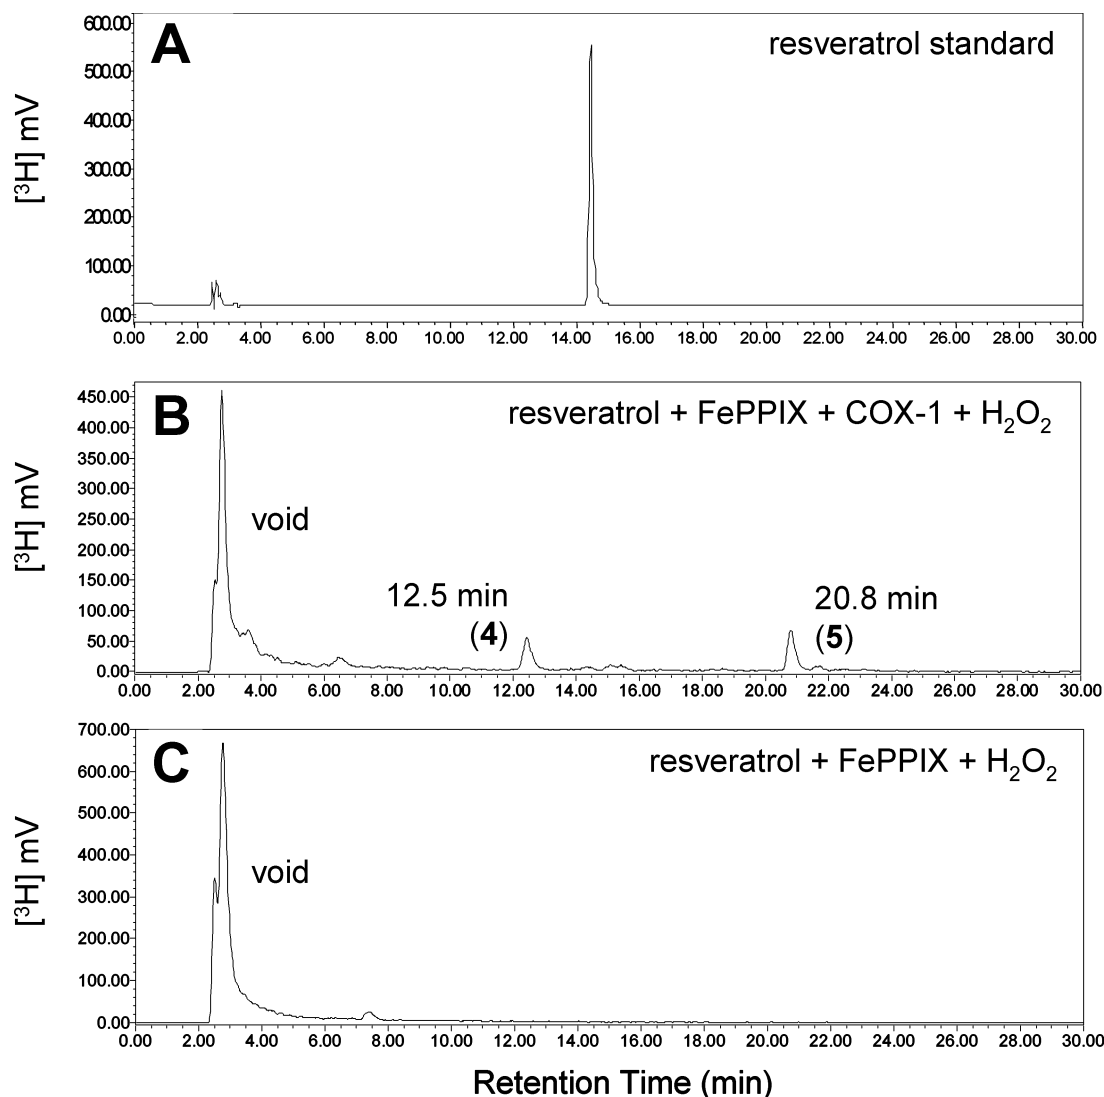 A
resveratrol standard
[³H] mV
600.00
500.00
400.00
300.00
200.00
100.00
0.00
0.00 2.00 4.00 6.00 8.00 10.00 12.00 14.00 16.00 18.00 20.00 22.00 24.00 26.00 28.00 30.00
B
resveratrol + FePPIX + COX-1 + H₂O₂
[³H] mV
450.00
400.00
350.00
300.00
250.00
200.00
150.00
100.00
50.00
0.00
void
12.5 min
(4)
20.8 min
(5)
0.00 2.00 4.00 6.00 8.00 10.00 12.00 14.00 16.00 18.00 20.00 22.00 24.00 26.00 28.00 30.00
C
resveratrol + FePPIX + H₂O₂
[³H] mV
700.00
600.00
500.00
400.00
300.00
200.00
100.00
0.00
void
0.00 2.00 4.00 6.00 8.00 10.00 12.00 14.00 16.00 18.00 20.00 22.00 24.00 26.00 28.00 30.00
Retention Time (min)